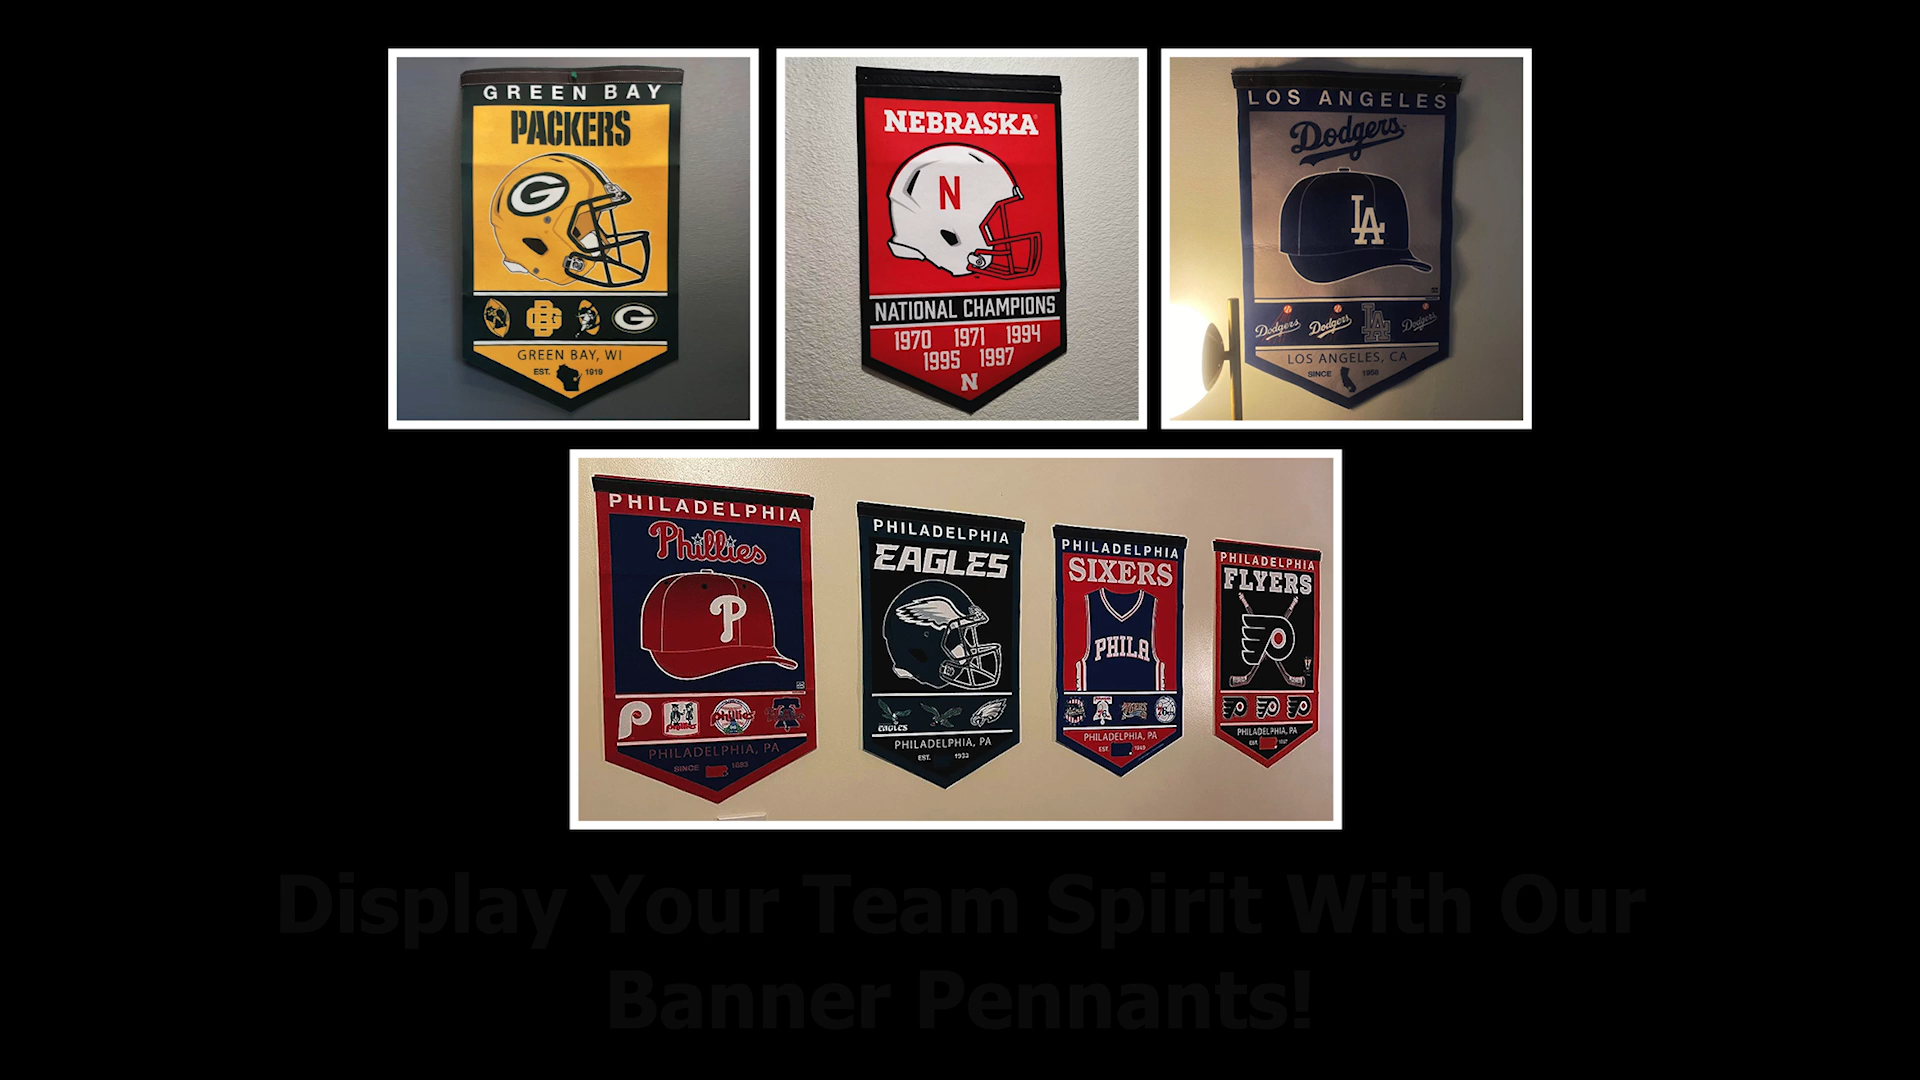 GREEN BAY
PACKERS
G
G
GREEN BAY, WI
EST. 1919
NEBRASKA
N
NATIONAL CHAMPIONS
1970 1971 1994
1995 1997
N
LOS ANGELES
Dodgers
LA
Dodgers Dodgers LA Dodgers
LOS ANGELES, CA
SINCE 1958
PHILADELPHIA
Phillies
P
P phillies
PHILADELPHIA, PA
SINCE 1883
PHILADELPHIA
EAGLES
eagles
PHILADELPHIA, PA
EST. 1933
PHILADELPHIA
SIXERS
PHILA
PHILADELPHIA, PA
EST. 1949
PHILADELPHIA
FLYERS
PHILADELPHIA, PA
EST.
Display Your Team Spirit With Our
Banner Pennants!